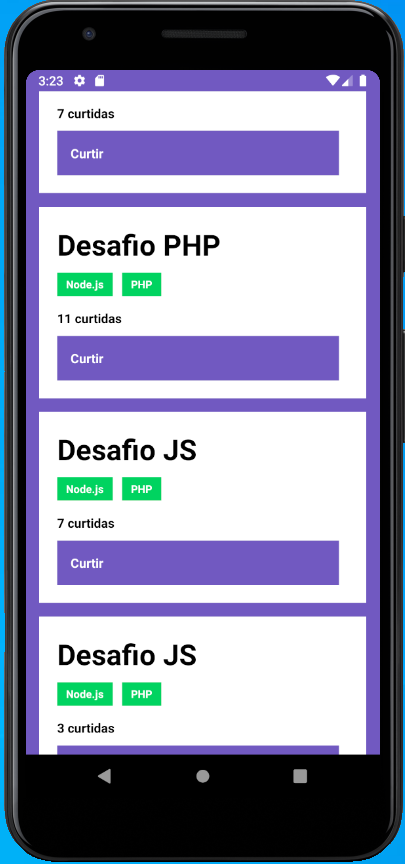 3:23
7 curtidas
Curtir
Desafio PHP
Node.js PHP
11 curtidas
Curtir
Desafio JS
Node.js PHP
7 curtidas
Curtir
Desafio JS
Node.js PHP
3 curtidas